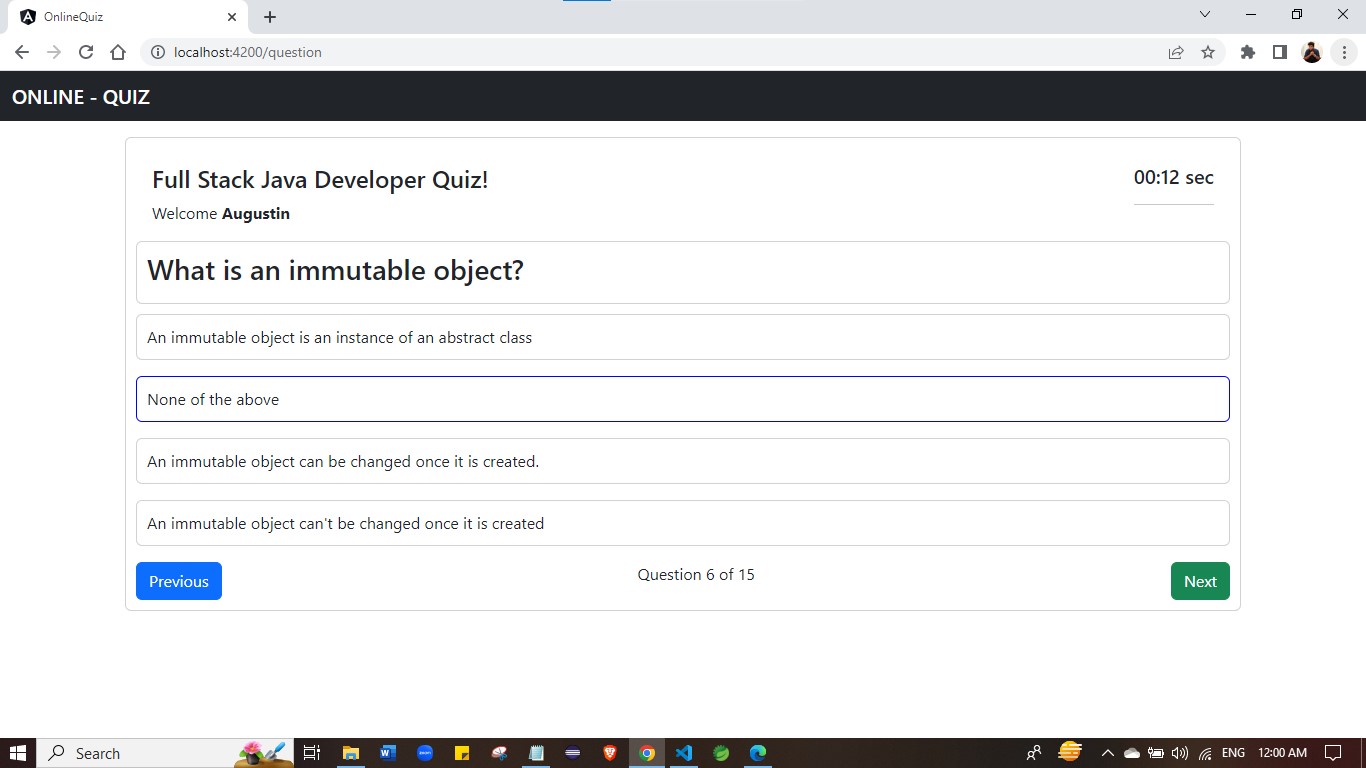 OnlineQuiz
localhost:4200/question
ONLINE - QUIZ
Full Stack Java Developer Quiz!
00:12 sec
Welcome Augustin
What is an immutable object?
An immutable object is an instance of an abstract class
None of the above
An immutable object can be changed once it is created.
An immutable object can't be changed once it is created
Previous
Question 6 of 15
Next
Search
ENG
12:00 AM